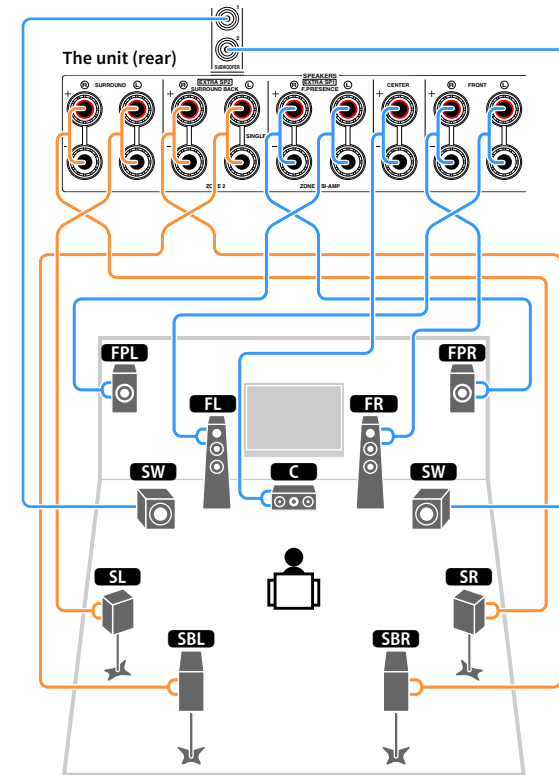 1
2
SUBWOOFER
The unit (rear)
SPEAKERS
R SURROUND L
EXTRA SP2
R SURROUND BACK L
EXTRA SP1
R F.PRESENCE L
CENTER
R FRONT L
+ + + + +
SINGLE
- - - - -
ZONE 2
ZONE BI-AMP
FPL FPR
FL FR
SW C SW
SL SR
SBL SBR